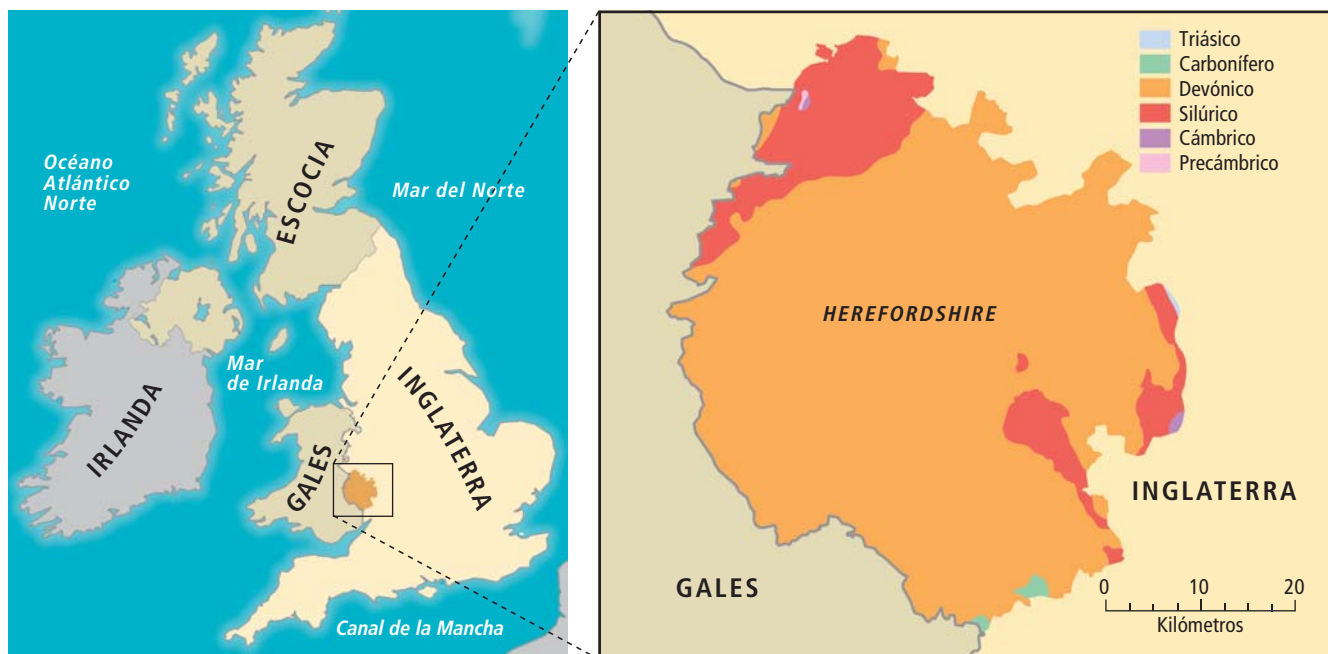 Océano
Atlántico
Norte
ESCOCIA
Mar del Norte
Mar
de Irlanda
IRLANDA
INGLATERRA
GALES
Canal de la Mancha
Triásico
Carbonífero
Devónico
Silúrico
Cámbrico
Precámbrico
HEREFORDSHIRE
INGLATERRA
GALES
0 10 20
Kilómetros